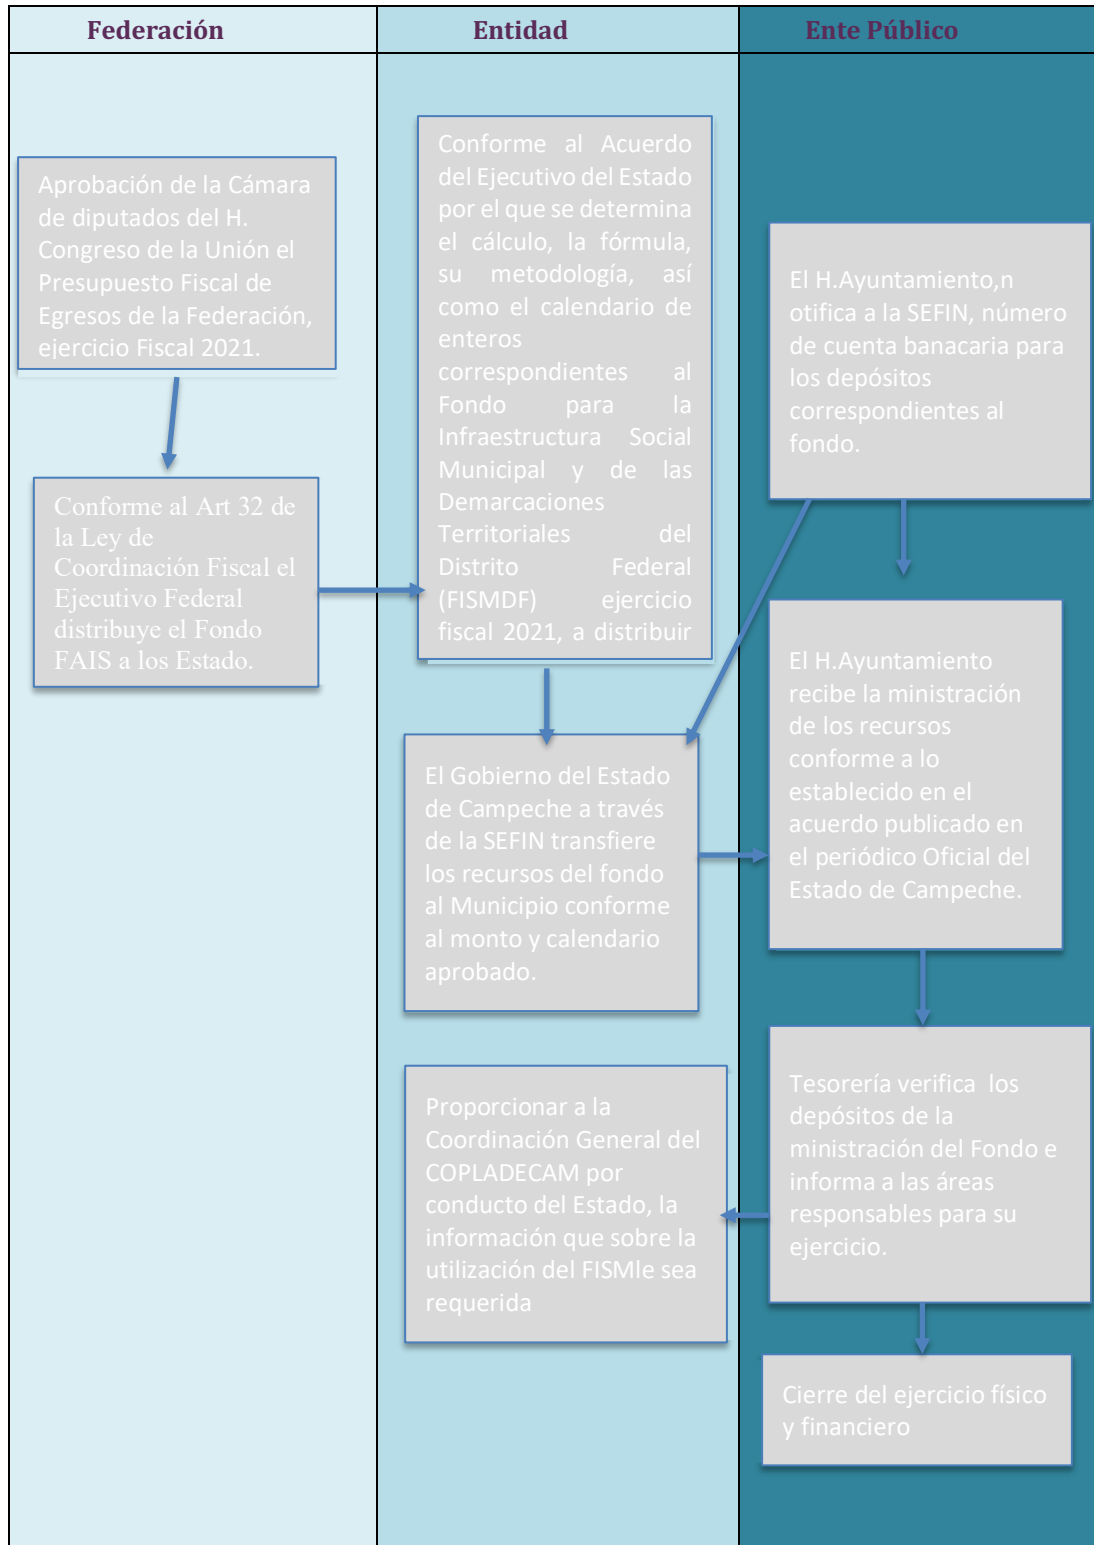 Federación
Entidad
Ente Público
Aprobación de la Cámara
de diputados del H.
Congreso de la Unión el
Presupuesto Fiscal de
Egresos de la Federación,
ejercicio Fiscal 2021.
Conforme al Art 32 de
la Ley de
Coordinación Fiscal el
Ejecutivo Federal
distribuye el Fondo
FAIS a los Estado.
Conforme al Acuerdo
del Ejecutivo del Estado
por el que se determina
el cálculo, la fórmula,
su metodología, así
como el calendario de
enteros
correspondientes al
Fondo para la
Infraestructura Social
Municipal y de las
Demarcaciones
Territoriales del
Distrito Federal
(FISMDF) ejercicio
fiscal 2021, a distribuir
El Gobierno del Estado
de Campeche a través
de la SEFIN transfiere
los recursos del fondo
al Municipio conforme
al monto y calendario
aprobado.
Proporcionar a la
Coordinación General del
COPLADECAM por
conducto del Estado, la
información que sobre la
utilización del FISMle sea
requerida
El H.Ayuntamiento,n
otifica a la SEFIN, número
de cuenta banacaria para
los depósitos
correspondientes al
fondo.
El H.Ayuntamiento
recibe la ministración
de los recursos
conforme a lo
establecido en el
acuerdo publicado en
el periódico Oficial del
Estado de Campeche.
Tesorería verifica  los
depósitos de la
ministración del Fondo e
informa a las áreas
responsables para su
ejercicio.
Cierre del ejercicio físico
y financiero